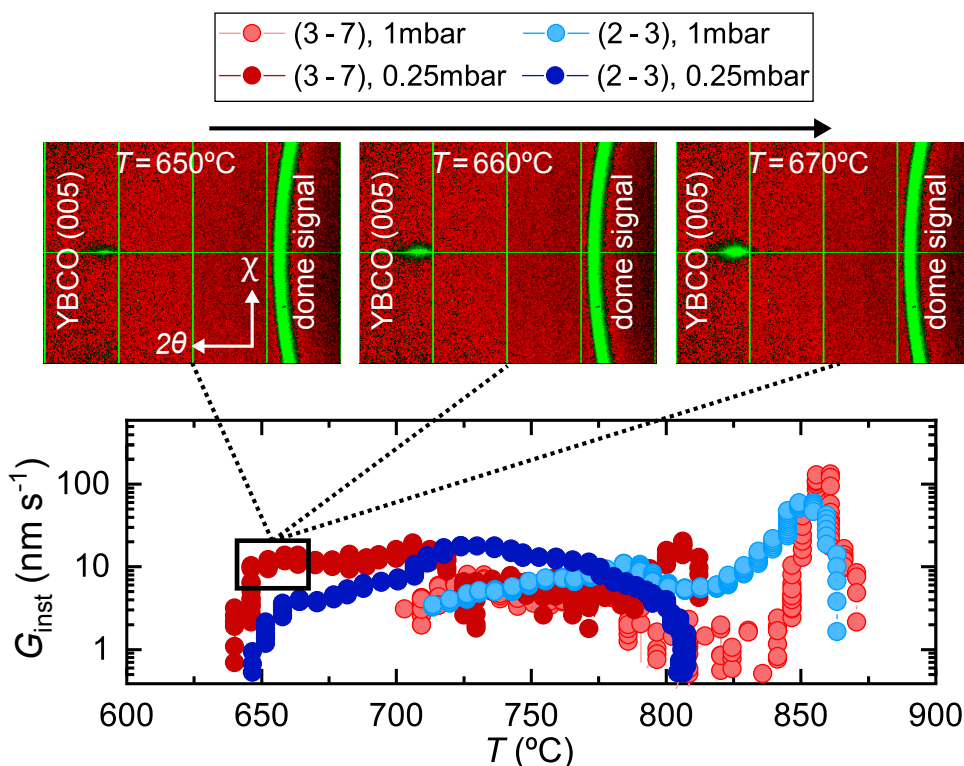 (3 - 7), 1mbar (2 - 3), 1mbar
(3 - 7), 0.25mbar (2 - 3), 0.25mbar
T = 650ºC T = 660ºC T = 670ºC
YBCO (005) dome signal YBCO (005) dome signal YBCO (005) dome signal
χ
2θ
G_inst (nm s⁻¹)
100
10
1
600 650 700 750 800 850 900
T (ºC)